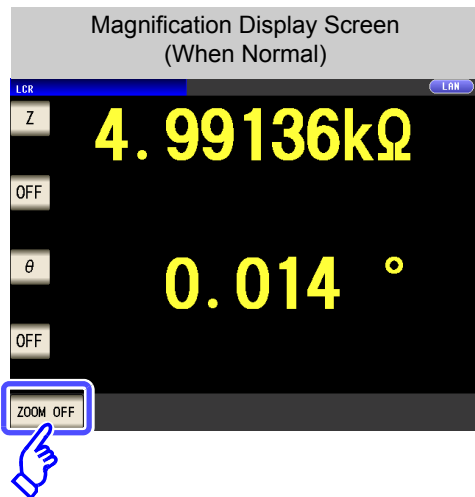 Magnification Display Screen
(When Normal)
LCR LAN
Z 4.99136kΩ
OFF
θ 0.014 °
OFF
ZOOM OFF